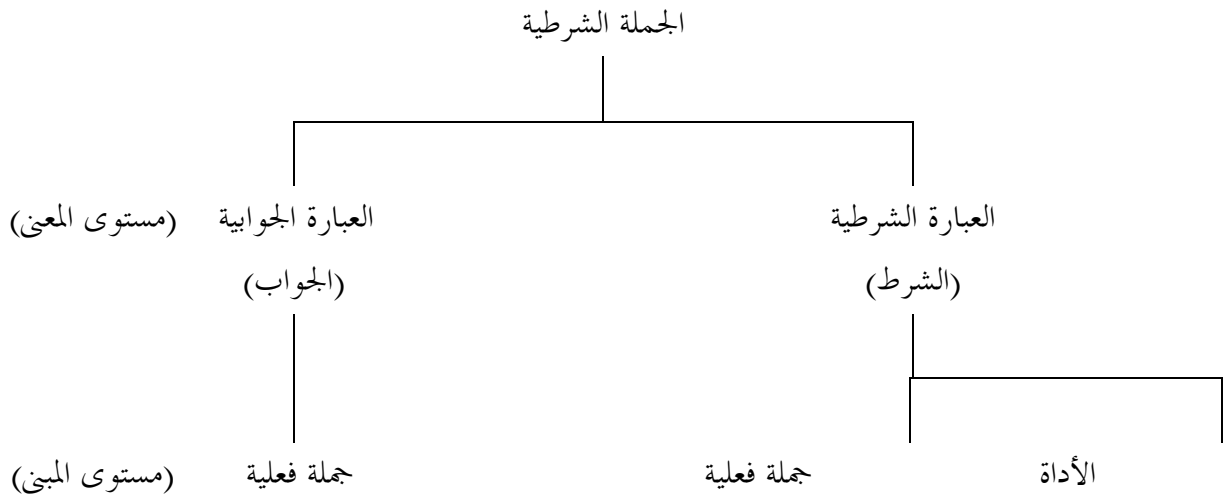 الجملة الشرطية
العبارة الشرطية العبارة الجوابية (مستوى المعنى)
(الشرط) (الجواب)
الأداة جملة فعلية جملة فعلية (مستوى المبنى)